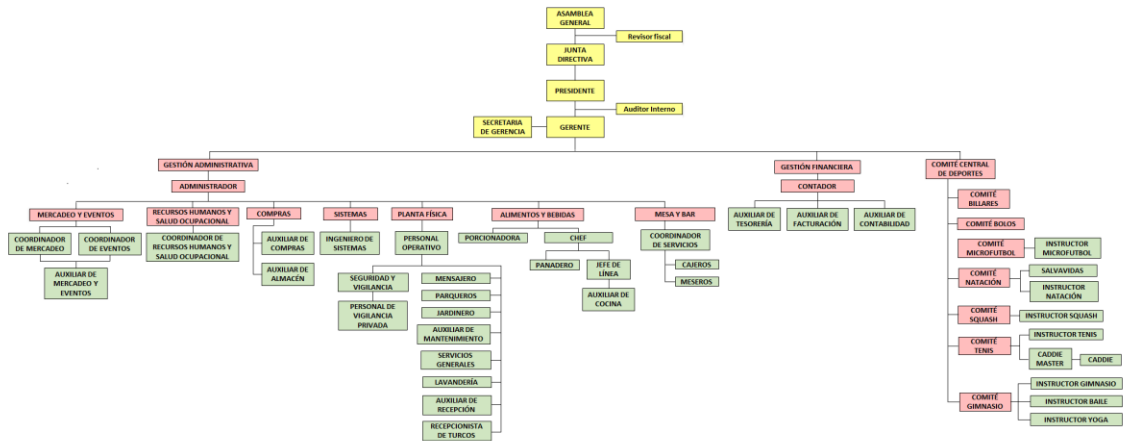 ASAMBLEA
GENERAL
Revisor fiscal
JUNTA
DIRECTIVA
PRESIDENTE
Auditor Interno
SECRETARIA
DE GERENCIA
GERENTE
GESTIÓN ADMINISTRATIVA
GESTIÓN FINANCIERA
COMITÉ CENTRAL
DE DEPORTES
ADMINISTRADOR
CONTADOR
MERCADEO Y EVENTOS
RECURSOS HUMANOS Y
SALUD OCUPACIONAL
COMPRAS
SISTEMAS
PLANTA FÍSICA
ALIMENTOS Y BEBIDAS
MESA Y BAR
COORDINADOR
DE MERCADEO
COORDINADOR
DE EVENTOS
AUXILIAR DE
MERCADEO Y
EVENTOS
COORDINADOR DE
RECURSOS HUMANOS Y
SALUD OCUPACIONAL
AUXILIAR DE
COMPRAS
AUXILIAR DE
ALMACÉN
INGENIERO DE
SISTEMAS
PERSONAL
OPERATIVO
SEGURIDAD Y
VIGILANCIA
PERSONAL DE
VIGILANCIA
PRIVADA
MENSAJERO
PARQUEROS
JARDINERO
AUXILIAR DE
MANTENIMIENTO
SERVICIOS
GENERALES
LAVANDERÍA
AUXILIAR DE
RECEPCIÓN
RECEPCIONISTA
DE TURCOS
PORCIONADORA
CHEF
PANADERO
JEFE DE
LÍNEA
AUXILIAR DE
COCINA
COORDINADOR
DE SERVICIOS
CAJEROS
MESEROS
AUXILIAR DE
TESORERÍA
AUXILIAR DE
FACTURACIÓN
AUXILIAR DE
CONTABILIDAD
COMITÉ
BILLARES
COMITÉ BOLOS
COMITÉ
MICROFUTBOL
INSTRUCTOR
MICROFUTBOL
COMITÉ
NATACIÓN
SALVAVIDAS
INSTRUCTOR
NATACIÓN
COMITÉ
SQUASH
INSTRUCTOR SQUASH
COMITÉ
TENIS
INSTRUCTOR TENIS
CADDIE
MASTER
CADDIE
COMITÉ
GIMNASIO
INSTRUCTOR GIMNASIO
INSTRUCTOR BAILE
INSTRUCTOR YOGA